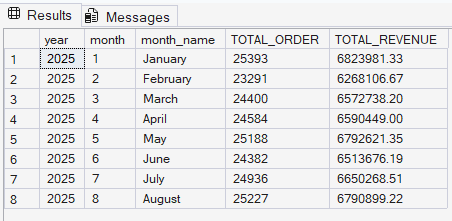 Results Messages
year month month_name TOTAL_ORDER TOTAL_REVENUE
1 2025 1 January 25393 6823981.33
2 2025 2 February 23291 6268106.67
3 2025 3 March 24400 6572738.20
4 2025 4 April 24584 6590449.00
5 2025 5 May 25188 6792621.35
6 2025 6 June 24382 6513676.19
7 2025 7 July 24936 6650268.51
8 2025 8 August 25227 6790899.22